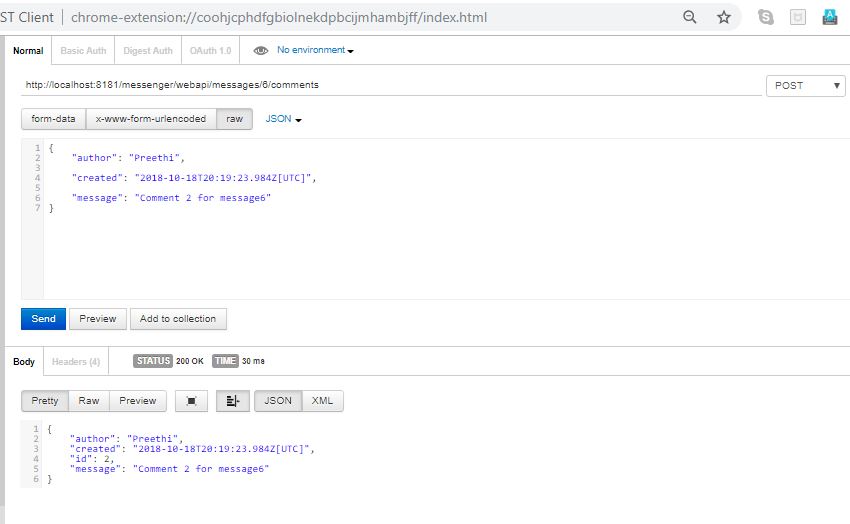 ST Client | chrome-extension://coohjcphdfgbiolnekdpbcijmhambjff/index.html
Normal Basic Auth Digest Auth OAuth 1.0 No environment
http://localhost:8181/messenger/webapi/messages/6/comments POST
form-data x-www-form-urlencoded raw JSON
1 {
2 "author": "Preethi",
3
4 "created": "2018-10-18T20:19:23.984Z[UTC]",
5
6 "message": "Comment 2 for message6"
7 }
Send Preview Add to collection
Body Headers (4) STATUS 200 OK TIME 30 ms
Pretty Raw Preview JSON XML
1 {
2 "author": "Preethi",
3 "created": "2018-10-18T20:19:23.984Z[UTC]",
4 "id": 2,
5 "message": "Comment 2 for message6"
6 }